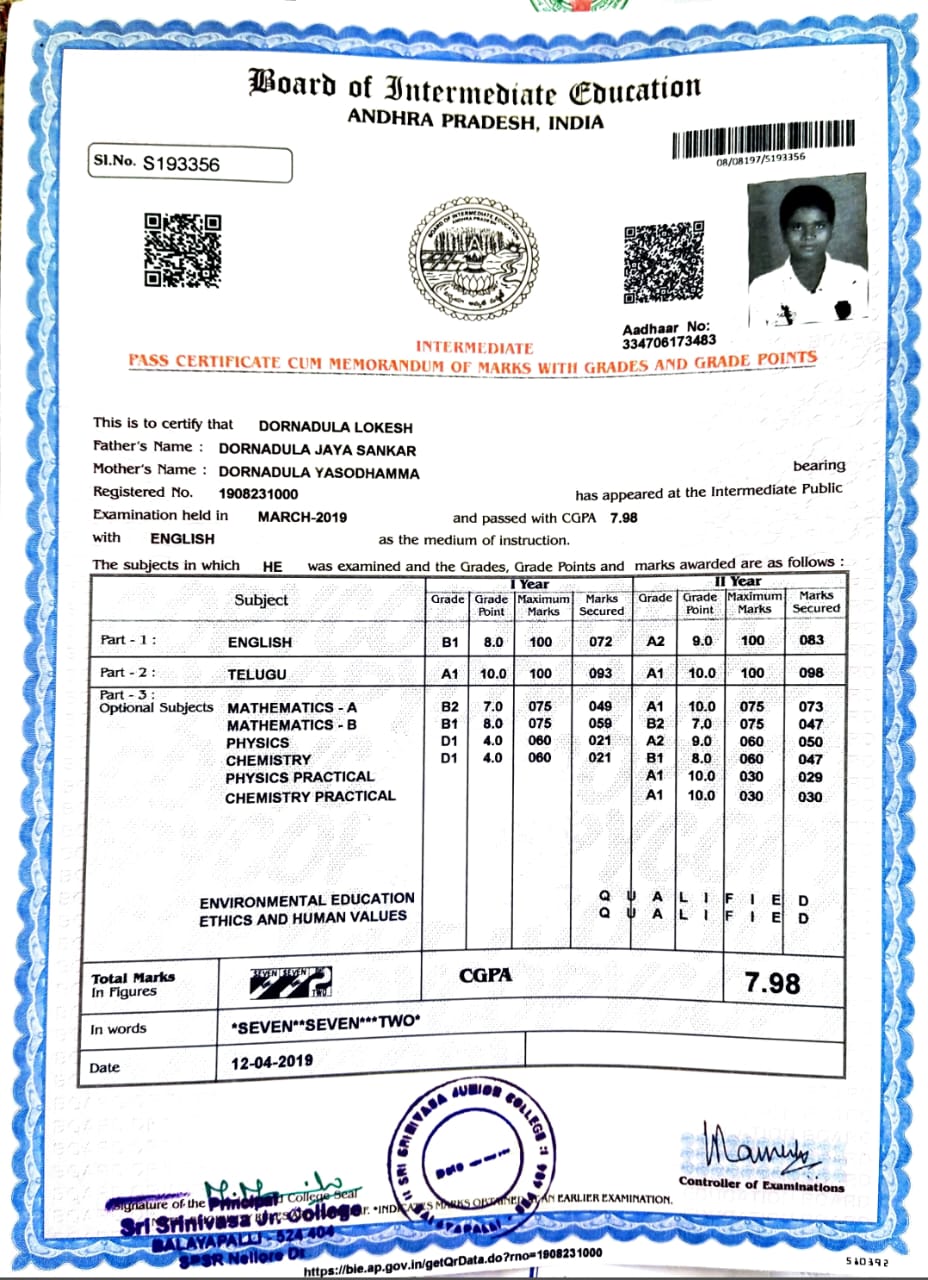 Board of Intermediate Education
ANDHRA PRADESH, INDIA
Sl.No. S193356
08/08197/S193356
BOARD OF INTERMEDIATE EDUCATION
ANDHRA PRADESH
Aadhaar No:
334706173483
INTERMEDIATE
PASS CERTIFICATE CUM MEMORANDUM OF MARKS WITH GRADES AND GRADE POINTS
This is to certify that DORNADULA LOKESH
Father's Name : DORNADULA JAYA SANKAR
Mother's Name : DORNADULA YASODHAMMA bearing
Registered No. 1908231000 has appeared at the Intermediate Public
Examination held in MARCH-2019 and passed with CGPA 7.98
with ENGLISH as the medium of instruction.
The subjects in which HE was examined and the Grades, Grade Points and marks awarded are as follows :
Subject I Year II Year
Grade Grade Point Maximum Marks Marks Secured Grade Grade Point Maximum Marks Marks Secured
Part - 1 : ENGLISH B1 8.0 100 072 A2 9.0 100 083
Part - 2 : TELUGU A1 10.0 100 093 A1 10.0 100 098
Part - 3 :
Optional Subjects MATHEMATICS - A B2 7.0 075 049 A1 10.0 075 073
MATHEMATICS - B B1 8.0 075 059 B2 7.0 075 047
PHYSICS D1 4.0 060 021 A2 9.0 060 050
CHEMISTRY D1 4.0 060 021 B1 8.0 060 047
PHYSICS PRACTICAL A1 10.0 030 029
CHEMISTRY PRACTICAL A1 10.0 030 030
ENVIRONMENTAL EDUCATION Q U A L I F I E D
ETHICS AND HUMAN VALUES Q U A L I F I E D
Total Marks In Figures 772 SEVEN SEVEN TWO CGPA 7.98
In words *SEVEN**SEVEN***TWO*
Date 12-04-2019
SRI SRINIVASA JUNIOR COLLEGE
Date
BALAYAPALLI - 524 404
Controller of Examinations
Signature of the Principal College Seal
*INDICATES MARKS OBTAINED IN AN EARLIER EXAMINATION.
Principal
Sri Srinivasa Jr. College
BALAYAPALLI - 524 404
SPSR Nellore Dt
https://bie.ap.gov.in/getQrData.do?rno=1908231000
510392